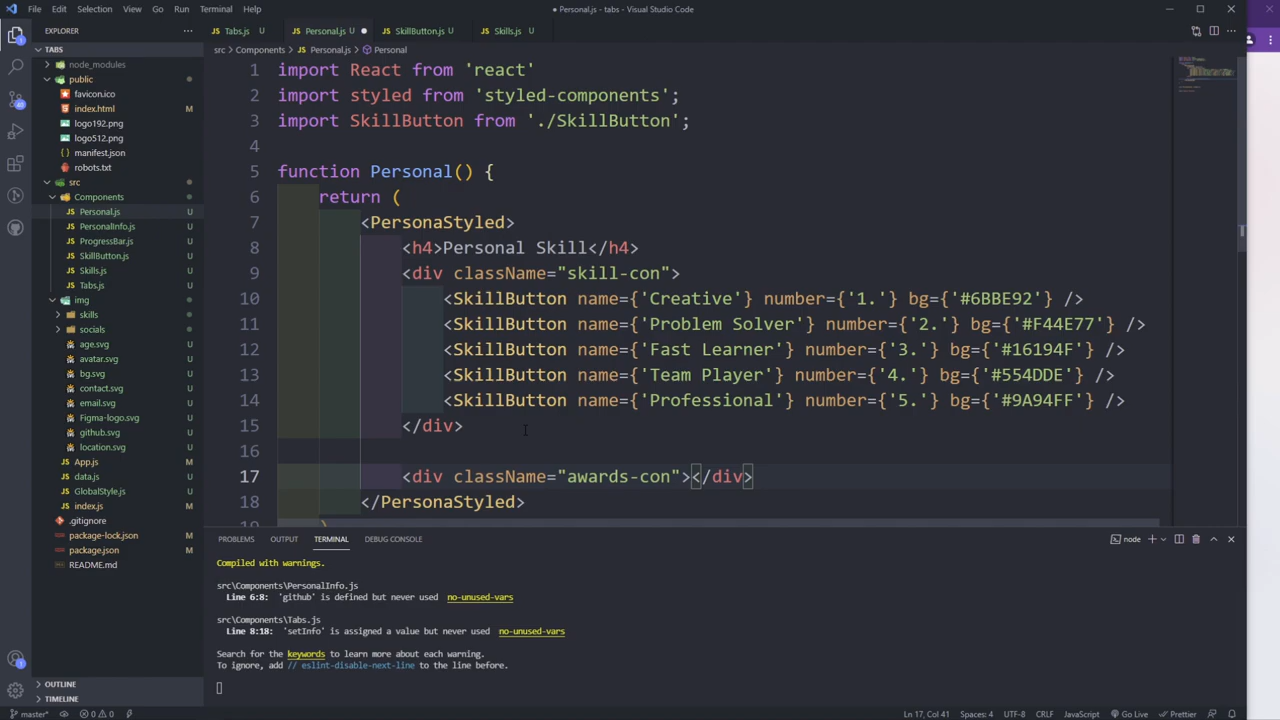 File Edit Selection View Go Run Terminal Help
● Personal.js - tabs - Visual Studio Code
EXPLORER
TABS
node_modules
public
favicon.ico
index.html M
logo192.png
logo512.png
manifest.json
robots.txt
src
Components
Personal.js U
PersonalInfo.js U
ProgressBar.js U
SkillButton.js U
Skills.js U
Tabs.js U
img
skills
socials
age.svg U
avatar.svg U
bg.svg U
contact.svg U
email.svg U
Figma-logo.svg U
github.svg U
location.svg U
App.js M
data.js U
GlobalStyle.js U
index.js M
.gitignore
package-lock.json M
package.json M
README.md
OUTLINE
TIMELINE
Tabs.js U Personal.js U ● SkillButton.js U Skills.js U
src > Components > Personal.js > Personal
1 import React from 'react'
2 import styled from 'styled-components';
3 import SkillButton from './SkillButton';
4
5 function Personal() {
6 return (
7 <PersonaStyled>
8 <h4>Personal Skill</h4>
9 <div className="skill-con">
10 <SkillButton name={'Creative'} number={'1.'} bg={'#6BBE92'} />
11 <SkillButton name={'Problem Solver'} number={'2.'} bg={'#F44E77'} />
12 <SkillButton name={'Fast Learner'} number={'3.'} bg={'#16194F'} />
13 <SkillButton name={'Team Player'} number={'4.'} bg={'#554DDE'} />
14 <SkillButton name={'Professional'} number={'5.'} bg={'#9A94FF'} />
15 </div>
16
17 <div className="awards-con"></div>
18 </PersonaStyled>
19 )
PROBLEMS OUTPUT TERMINAL DEBUG CONSOLE
node
Compiled with warnings.
src\Components\PersonalInfo.js
Line 6:8: 'github' is defined but never used no-unused-vars
src\Components\Tabs.js
Line 8:18: 'setInfo' is assigned a value but never used no-unused-vars
Search for the keywords to learn more about each warning.
To ignore, add // eslint-disable-next-line to the line before.
master* 0 0 Ln 17, Col 41 Spaces: 4 UTF-8 CRLF JavaScript Go Live Prettier